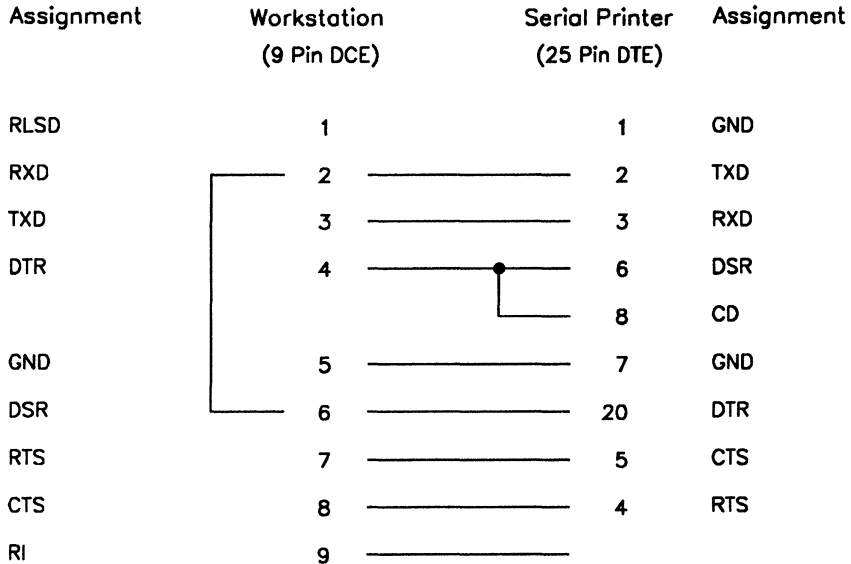 Assignment Workstation Serial Printer Assignment
(9 Pin DCE) (25 Pin DTE)
RLSD 1 1 GND
RXD 2 2 TXD
TXD 3 3 RXD
DTR 4 6 DSR
8 CD
GND 5 7 GND
DSR 6 20 DTR
RTS 7 5 CTS
CTS 8 4 RTS
RI 9